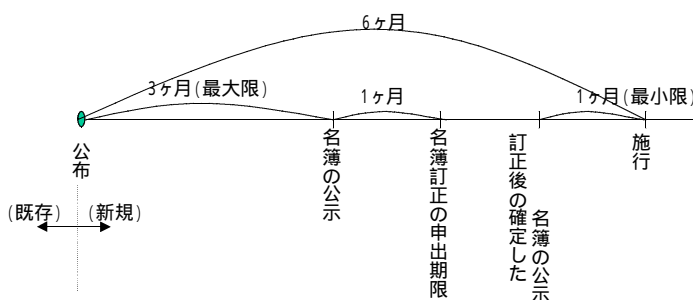 6ヶ月
3ヶ月(最大限)
1ヶ月
1ヶ月(最小限)
公布
名簿の公示
名簿訂正の申出期限
訂正後の確定した
名簿の公示
施行
(既存)
(新規)